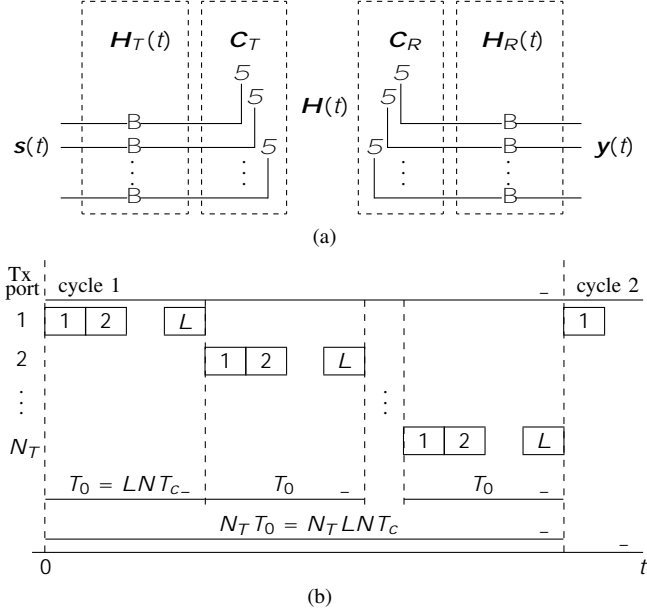 H_T(t) C_T C_R H_R(t)
5 5
5 5
H(t)
B B
s(t) B 5 5 B y(t)
⋮ ⋮ ⋮ ⋮
B B
(a)
Tx
port cycle 1 _ cycle 2
1 1 2 L 1
2 1 2 L
⋮ ⋮
N_T 1 2 L
T_0 = LNT_c _ T_0 _ T_0 _
N_T T_0 = N_T LNT_c _
_
0 t
(b)